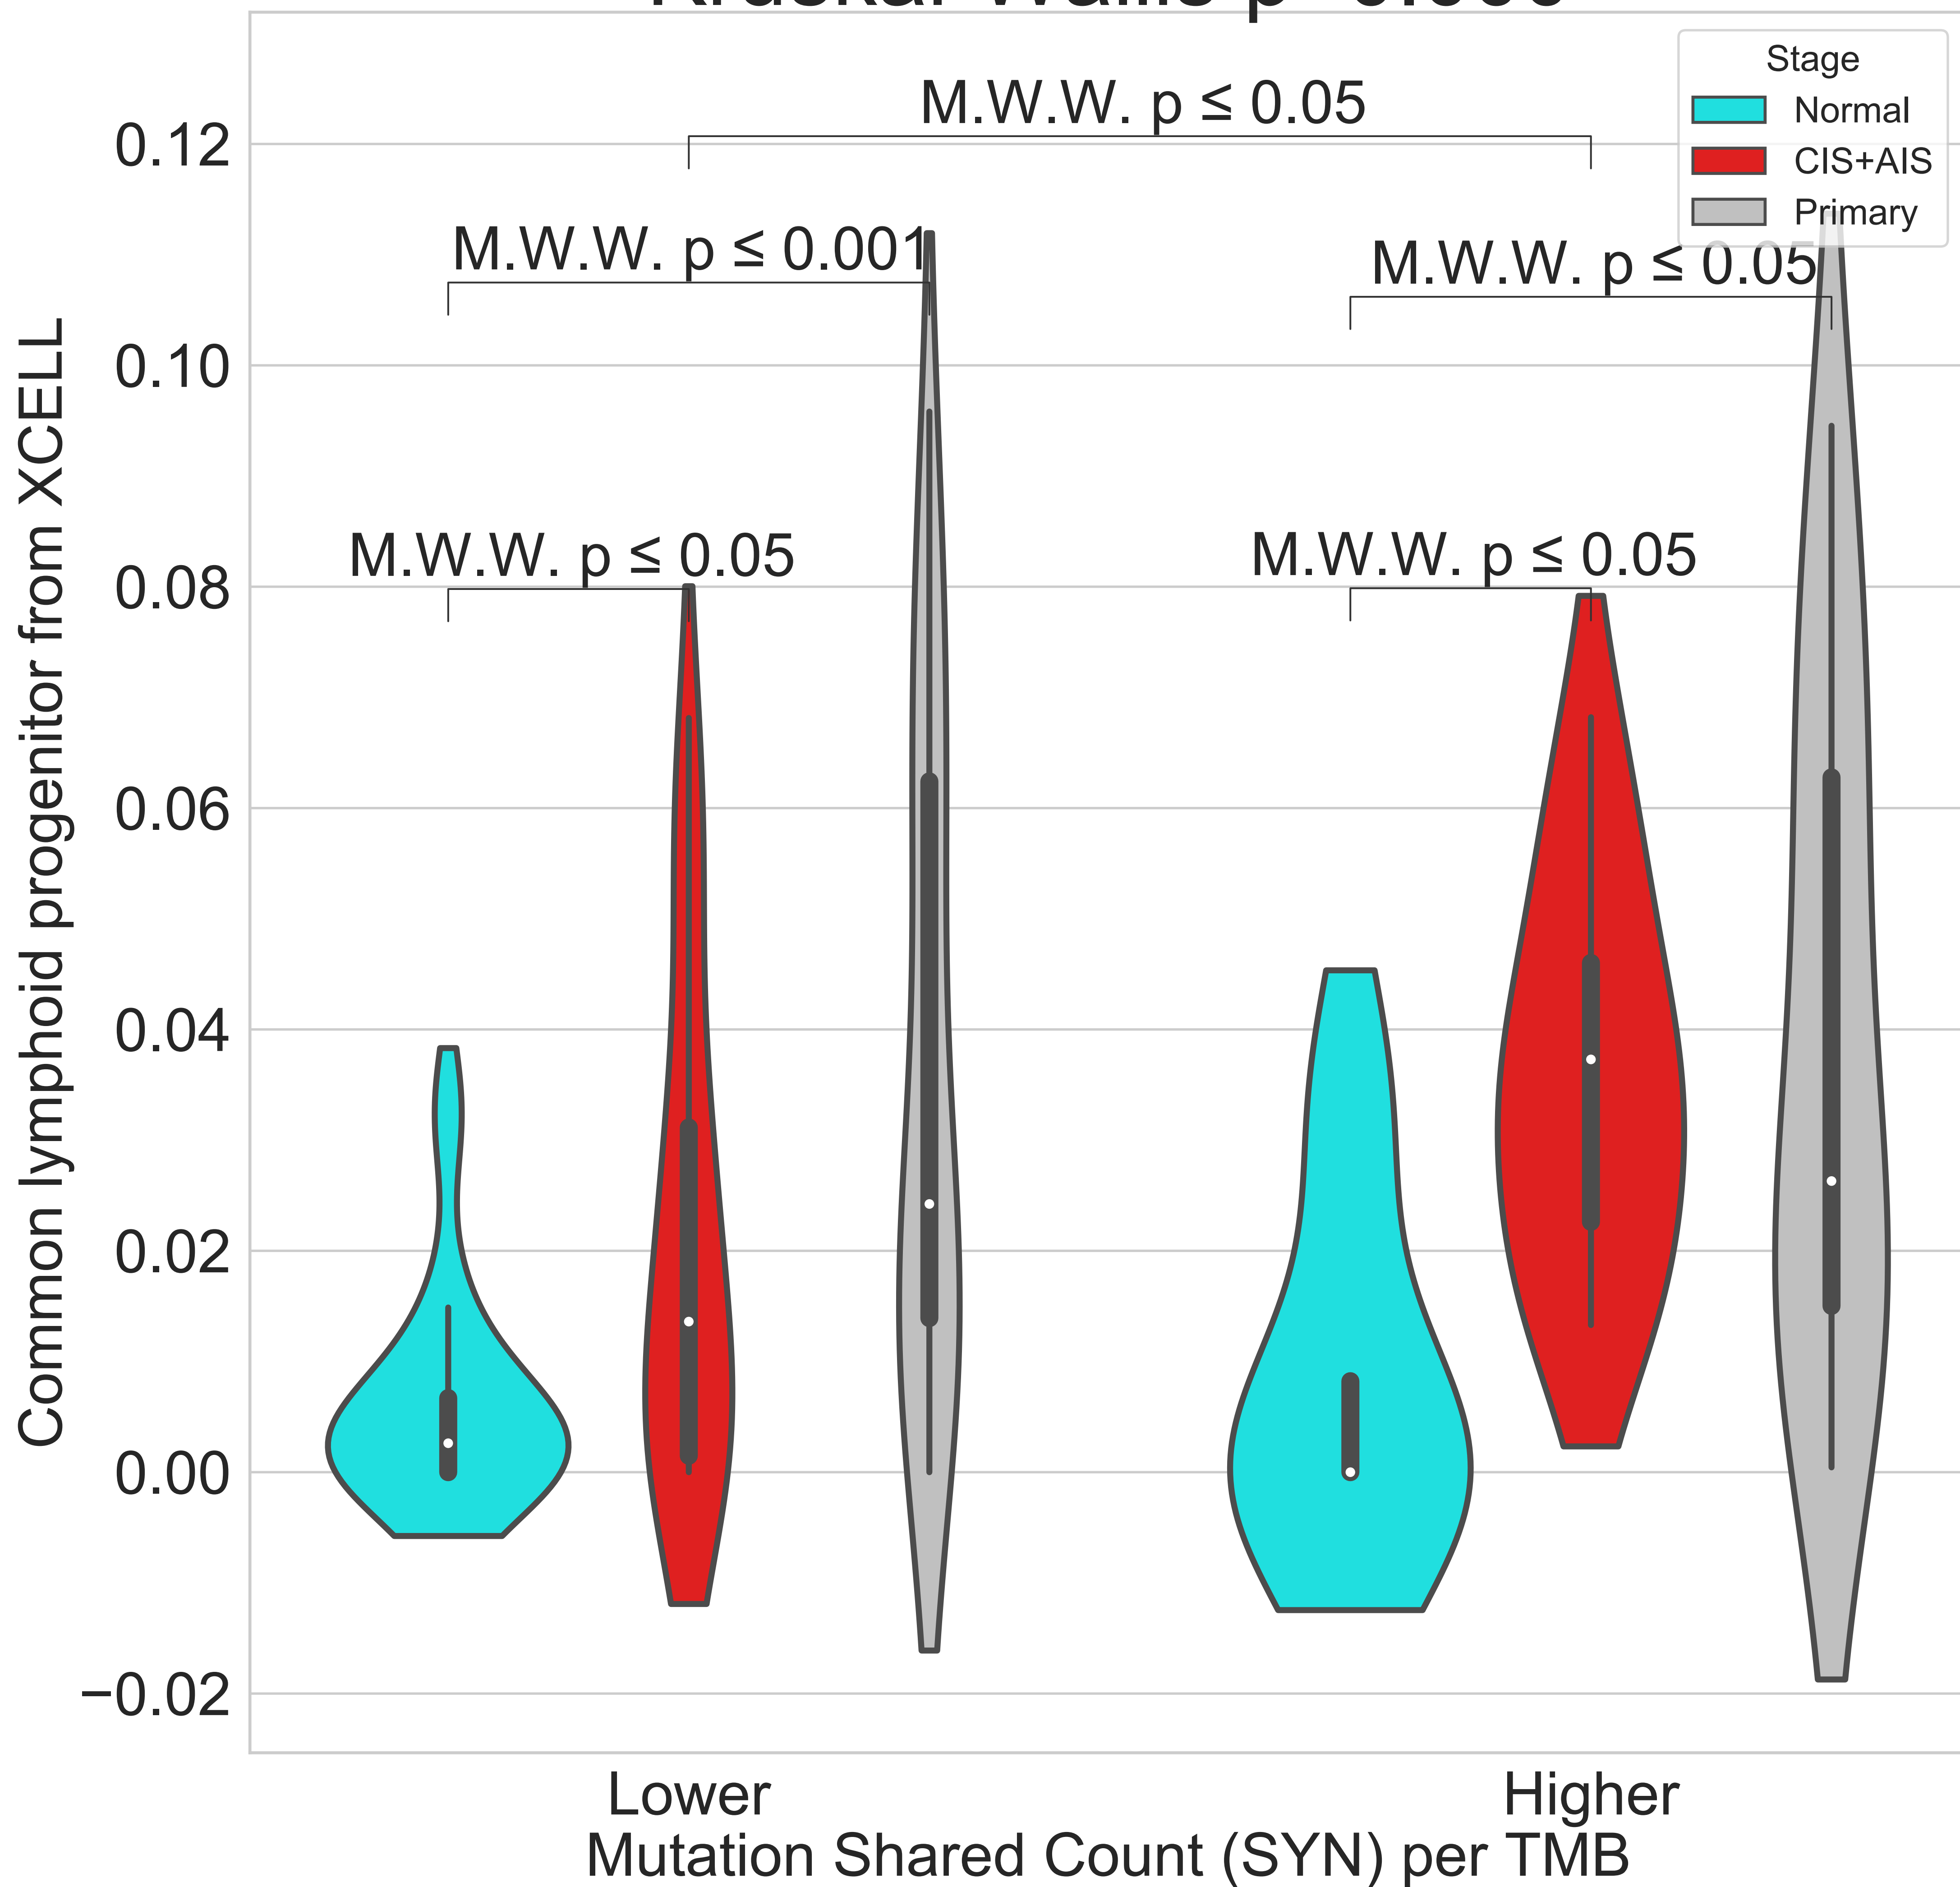 Stage
Normal
CIS+AIS
Primary
M.W.W. p ≤ 0.05
M.W.W. p ≤ 0.001
M.W.W. p ≤ 0.05
M.W.W. p ≤ 0.05
M.W.W. p ≤ 0.05
0.12
0.10
0.08
0.06
0.04
0.02
0.00
−0.02
Common lymphoid progenitor from XCELL
Lower
Higher
Mutation Shared Count (SYN) per TMB